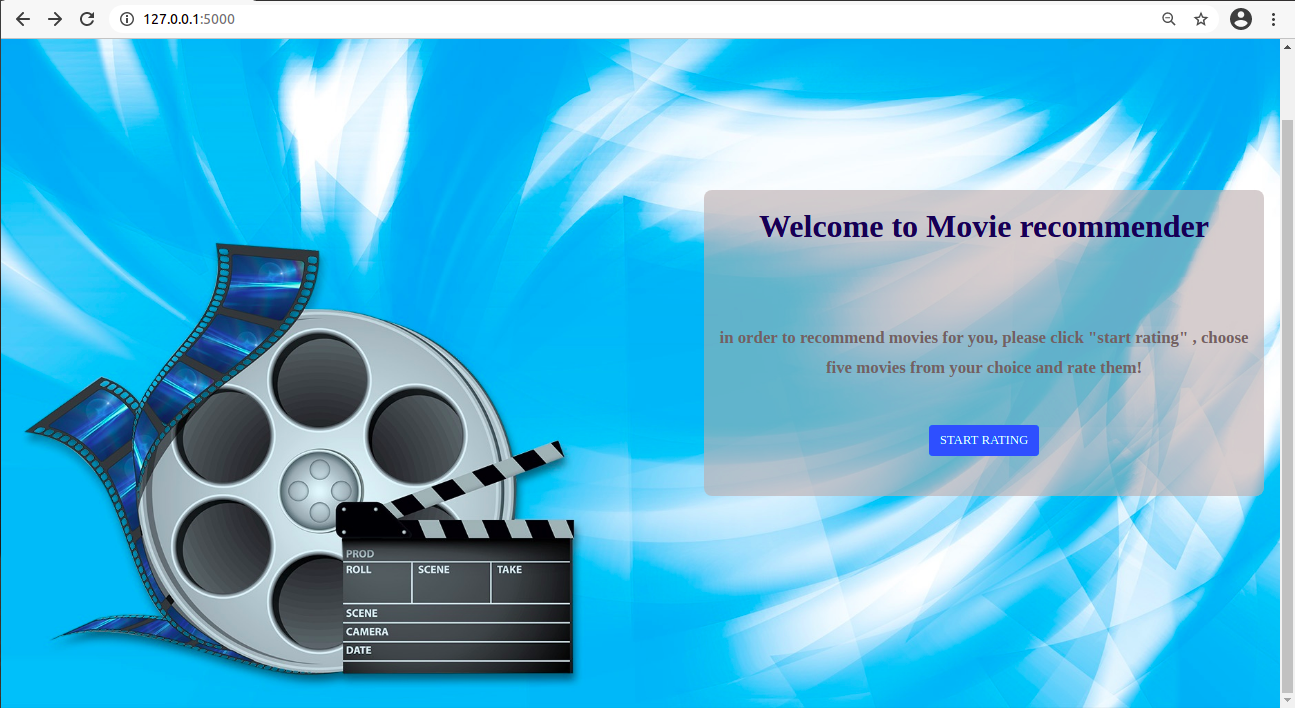 127.0.0.1:5000
Welcome to Movie recommender
in order to recommend movies for you, please click "start rating" , choose
five movies from your choice and rate them!
START RATING
PROD
ROLL SCENE TAKE
SCENE
CAMERA
DATE